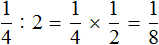 1/4 : 2 = 1/4 × 1/2 = 1/8